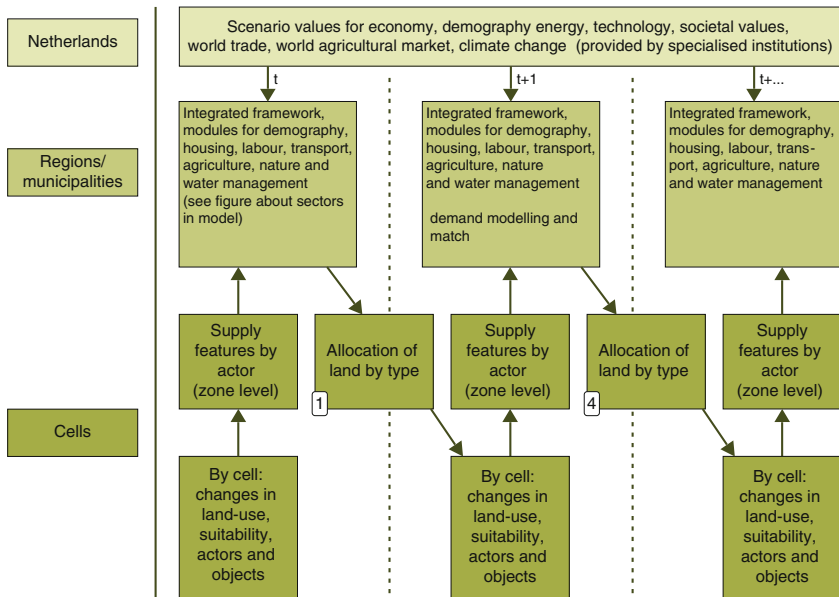 Netherlands
Scenario values for economy, demography energy, technology, societal values,
world trade, world agricultural market, climate change (provided by specialised institutions)
t
t+1
t+...
Regions/
municipalities
Integrated framework,
modules for demography,
housing, labour, transport,
agriculture, nature and
water management
(see figure about sectors
in model)
Integrated framework,
modules for demography,
housing, labour, transport,
agriculture, nature
and water management
demand modelling and
match
Integrated framework,
modules for demography,
housing, labour, trans-
port, agriculture, nature
and water management
Supply
features by
actor
(zone level)
Allocation of
land by type
1
Supply
features by
actor
(zone level)
Allocation of
land by type
4
Supply
features by
actor
(zone level)
Cells
By cell:
changes in
land-use,
suitability,
actors and
objects
By cell:
changes in
land-use,
suitability,
actors and
objects
By cell:
changes in
land-use,
suitability,
actors and
objects